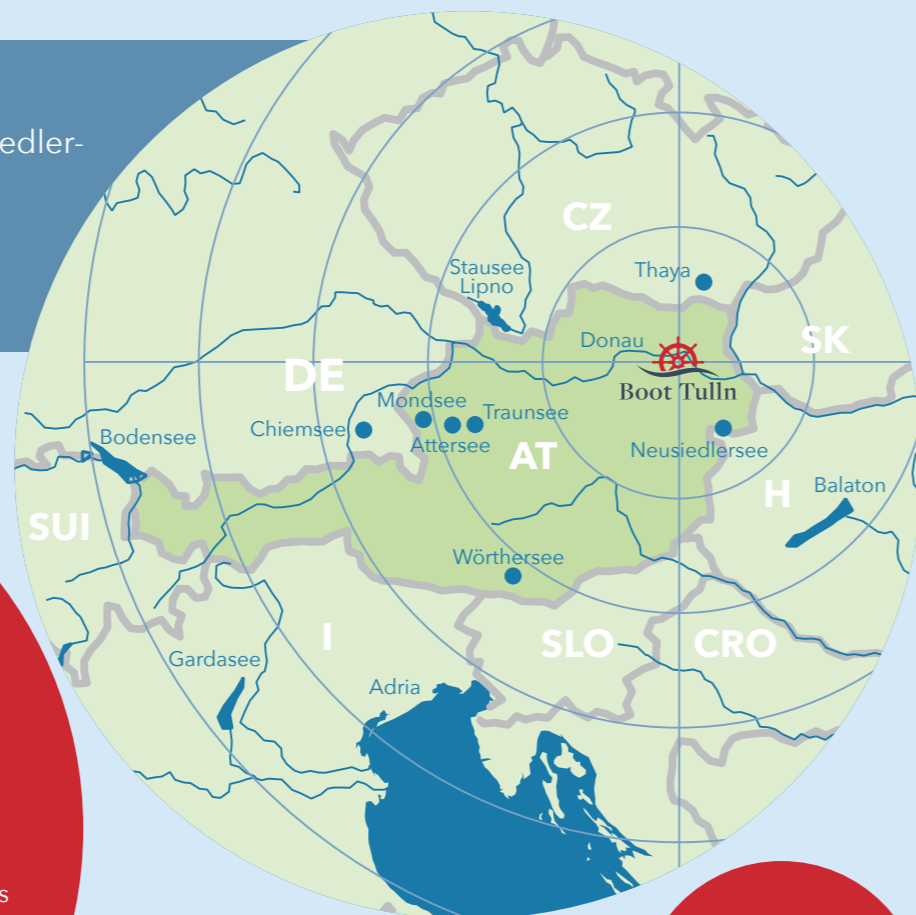 edler-
CZ
Stausee
Lipno
Thaya
Donau
SK
DE
Boot Tulln
Mondsee
Traunsee
Chiemsee
Attersee
Bodensee
AT
Neusiedlersee
H
Balaton
SUI
Wörthersee
I
SLO
CRO
Gardasee
Adria
s